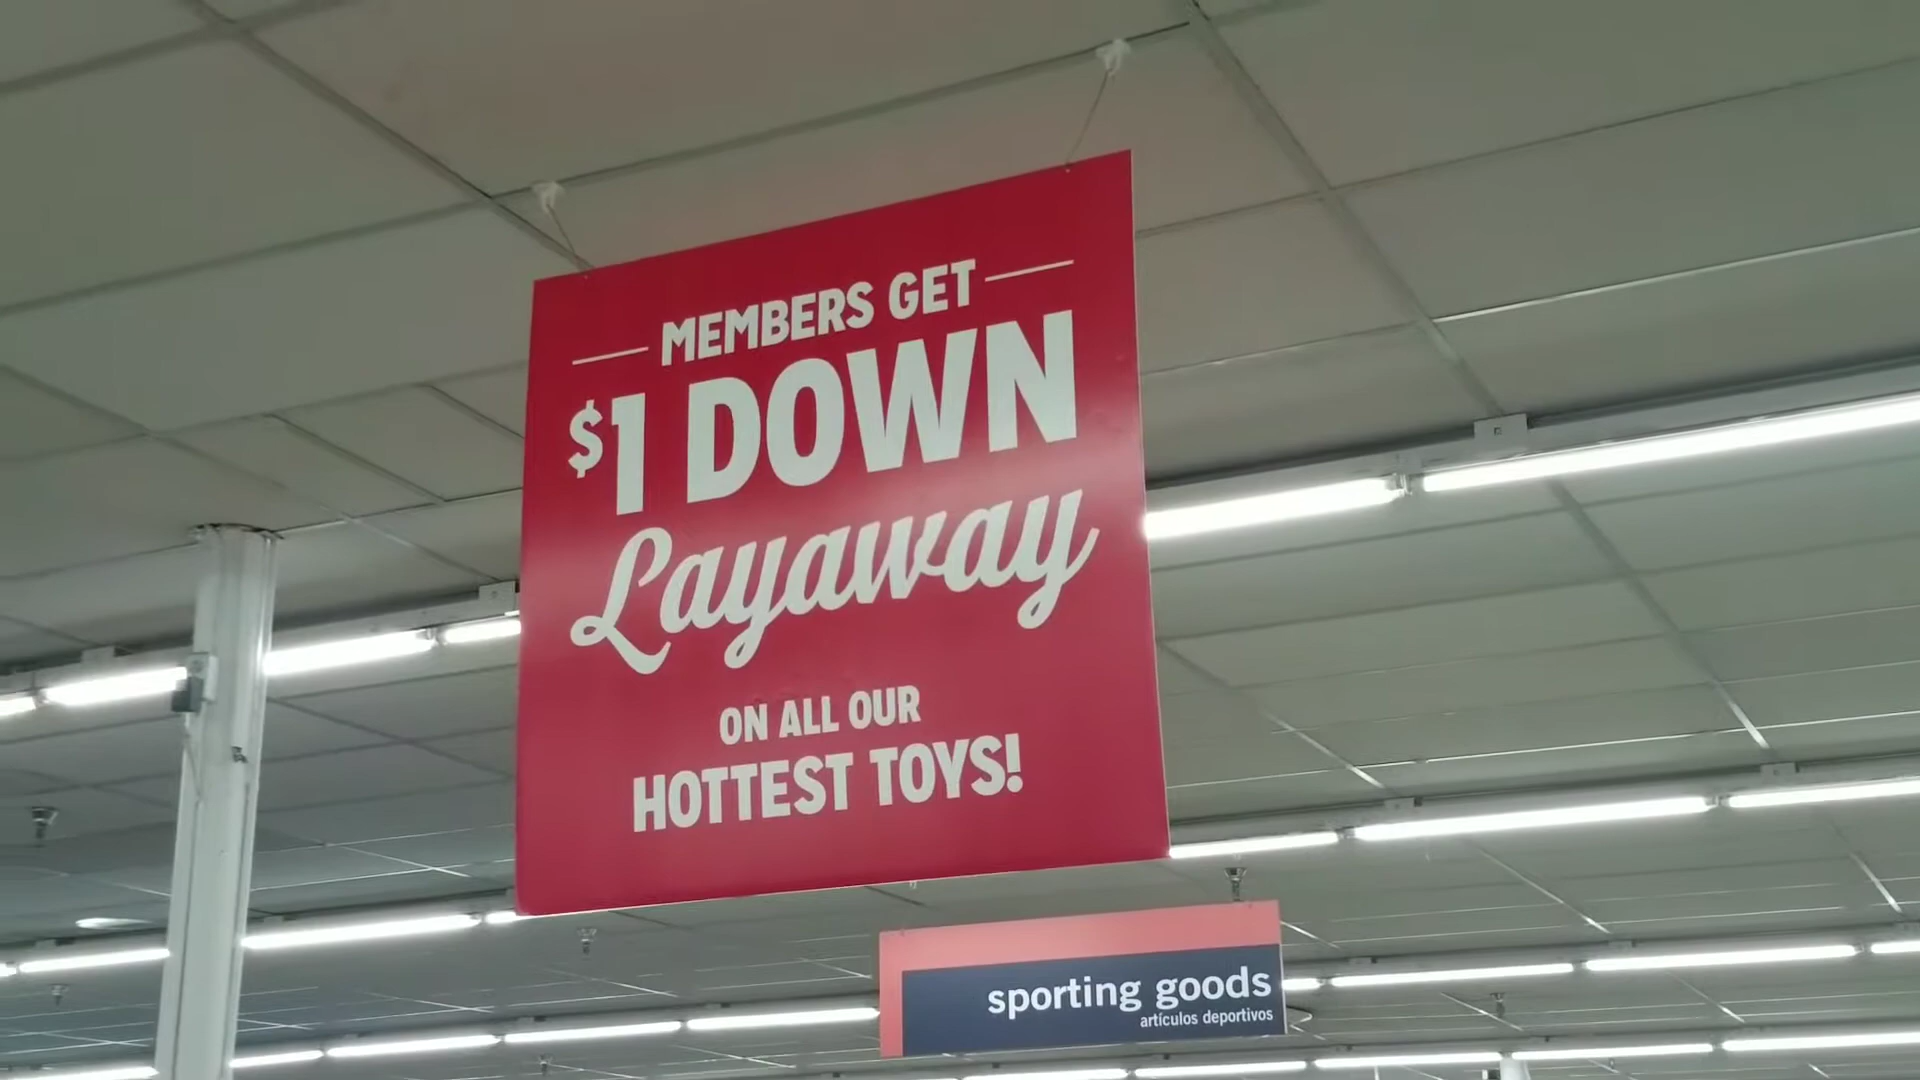 MEMBERS GET
$1 DOWN
Layaway
ON ALL OUR
HOTTEST TOYS!
sporting goods
artículos deportivos